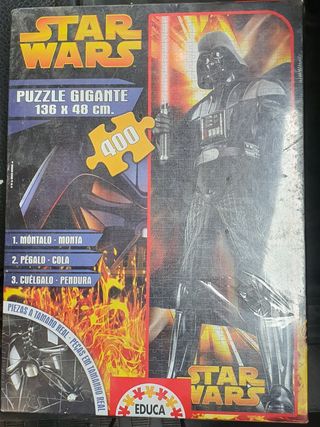 STAR
WARS
PUZZLE GIGANTE
136 x 48 cm.
400
1. MÓNTALO - MONTA
2. PÉGALO - COLA
3. CUÉLGALO - PENDURA
PIEZAS A TAMAÑO REAL - PEÇAS EM TAMANHO REAL
STAR
WARS
EDUCA